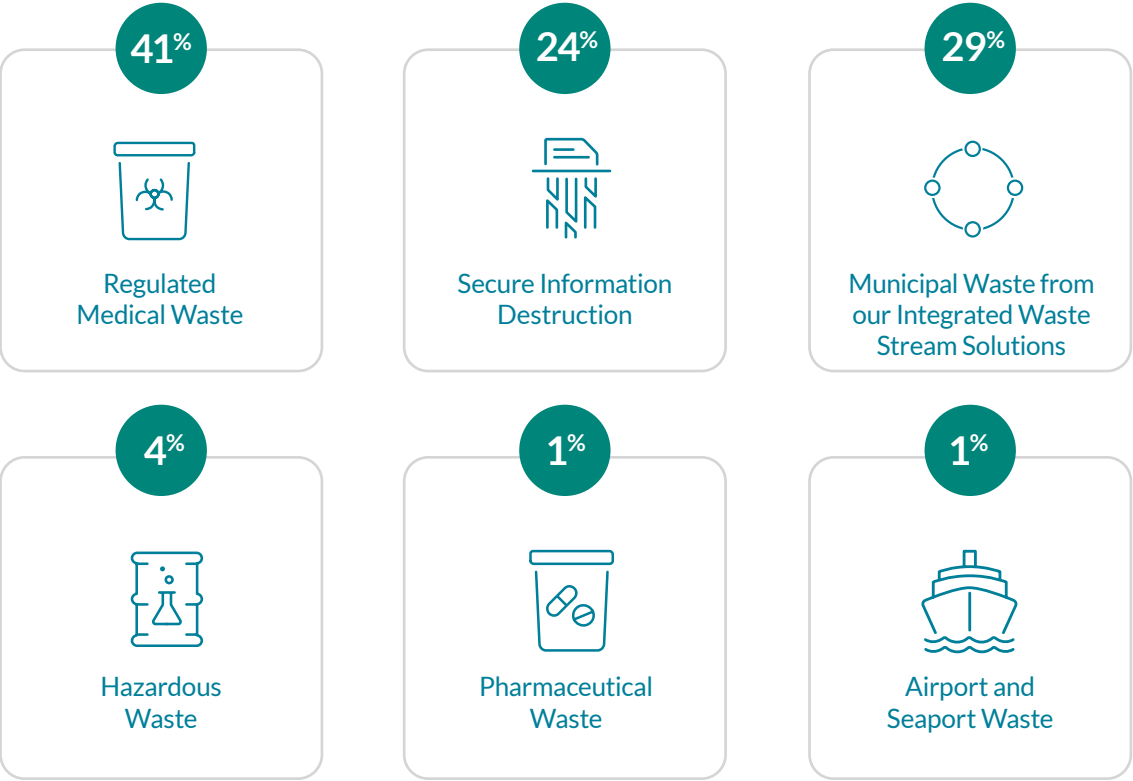 41%
Regulated
Medical Waste
24%
Secure Information
Destruction
29%
Municipal Waste from
our Integrated Waste
Stream Solutions
4%
Hazardous
Waste
1%
Pharmaceutical
Waste
1%
Airport and
Seaport Waste